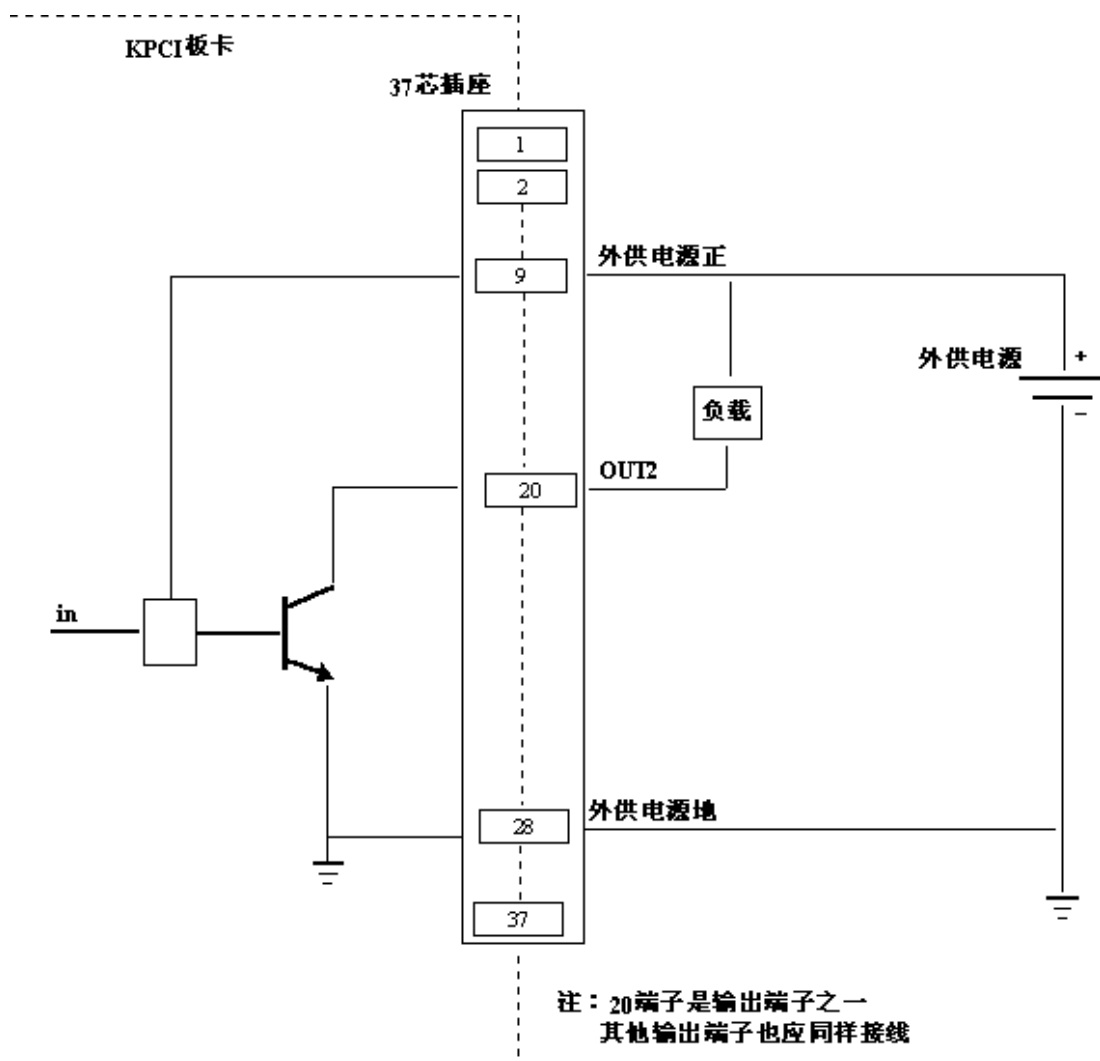 KPCI板卡
37芯插座
1
2
外供电源正
9
外供电源
+
-
负载
OUT2
20
in
外供电源地
28
37
注：20端子是输出端子之一
其他输出端子也应同样接线